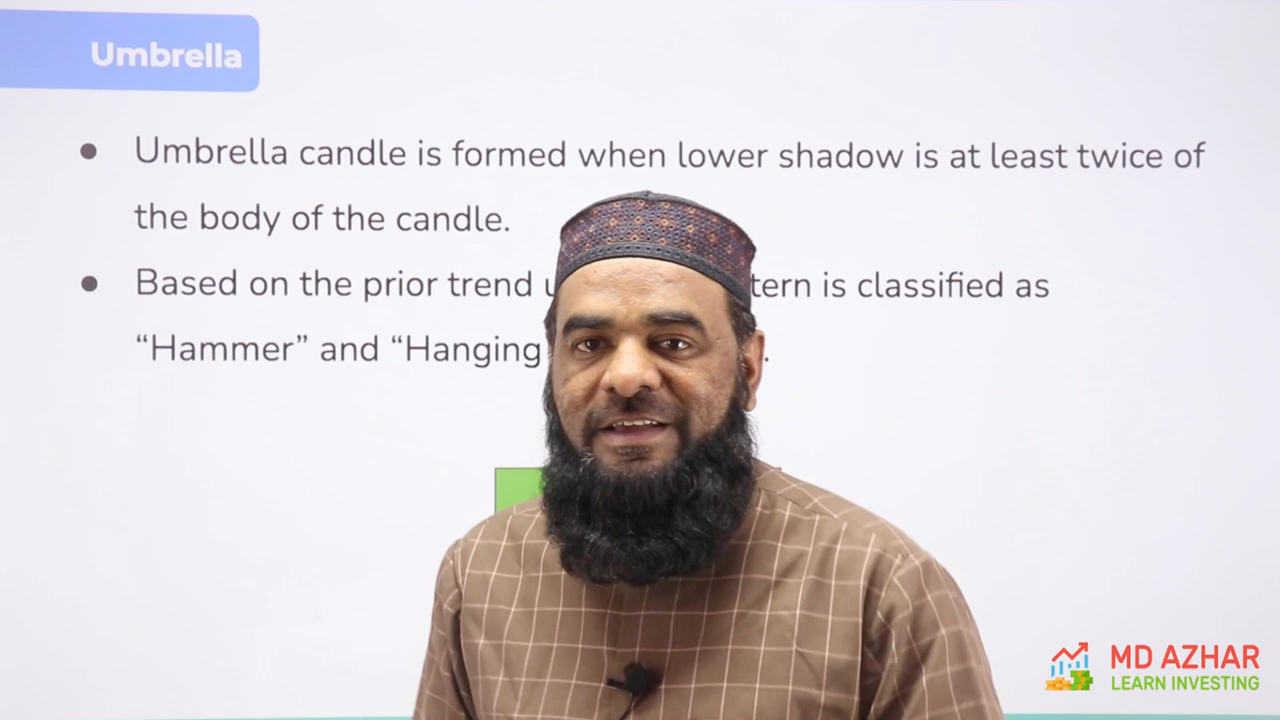 Umbrella
● Umbrella candle is formed when lower shadow is at least twice of
the body of the candle.
● Based on the prior trend is classified as
“Hammer” and “Hanging
MD AZHAR
LEARN INVESTING